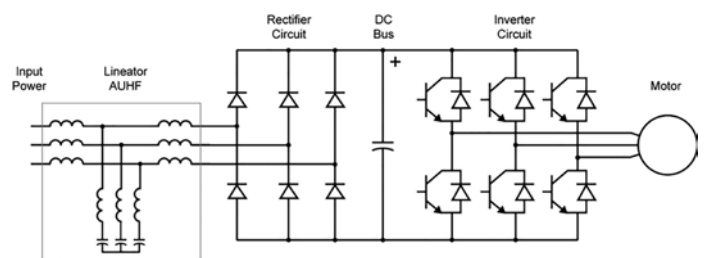 Rectifier
Circuit
DC
Bus
Inverter
Circuit
Input
Power
Lineator
AUHF
+
Motor